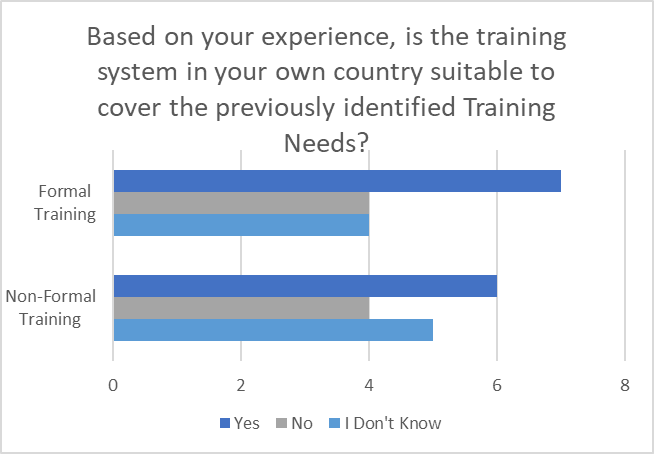 Based on your experience, is the training
system in your own country suitable to
cover the previously identified Training
Needs?
Formal
Training
Non-Formal
Training
0 2 4 6 8
Yes No I Don't Know